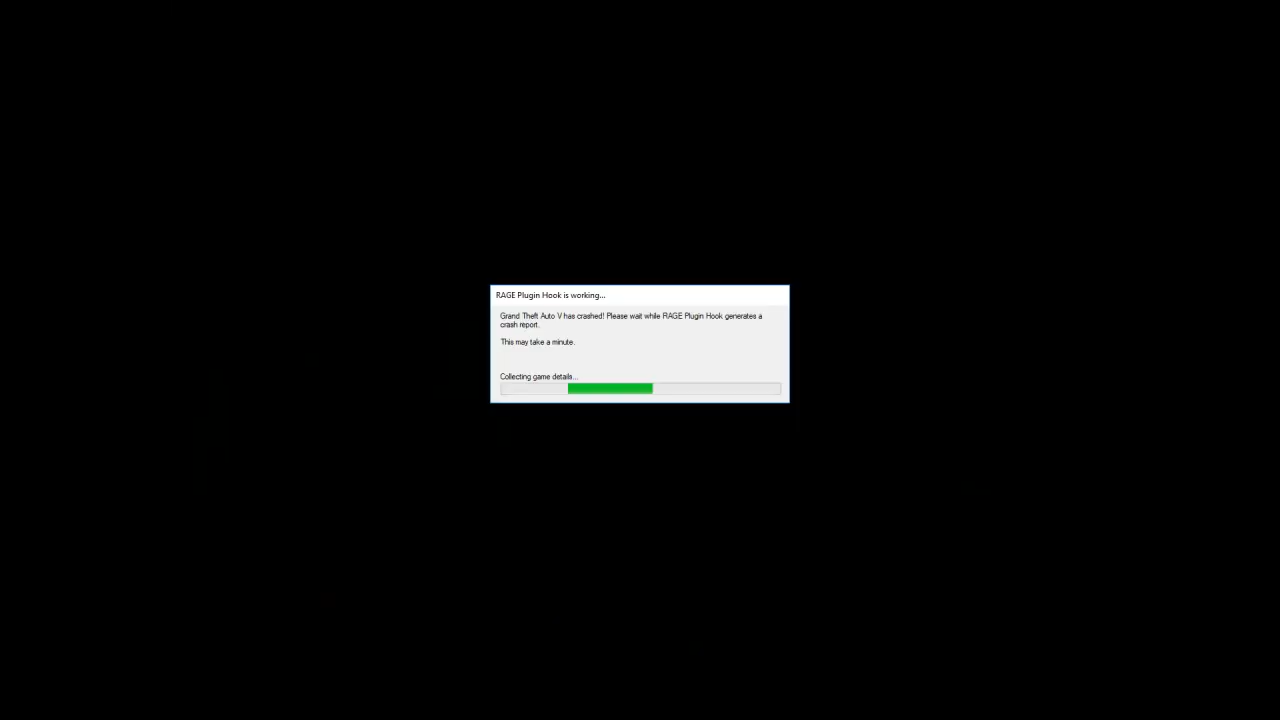 RAGE Plugin Hook is working...
Grand Theft Auto V has crashed! Please wait while RAGE Plugin Hook generates a
crash report.
This may take a minute.
Collecting game details...